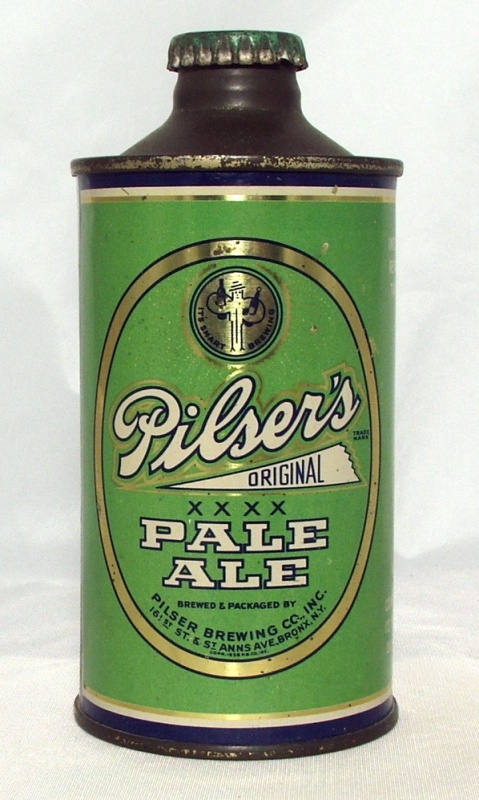 IT'S SMART BREWING
Pilser's
TRADE
MARK
ORIGINAL
XXXX
PALE
ALE
BREWED & PACKAGED BY
PILSER BREWING CO., INC.
161ST ST. & ST ANNS AVE., BRONX, N.Y.